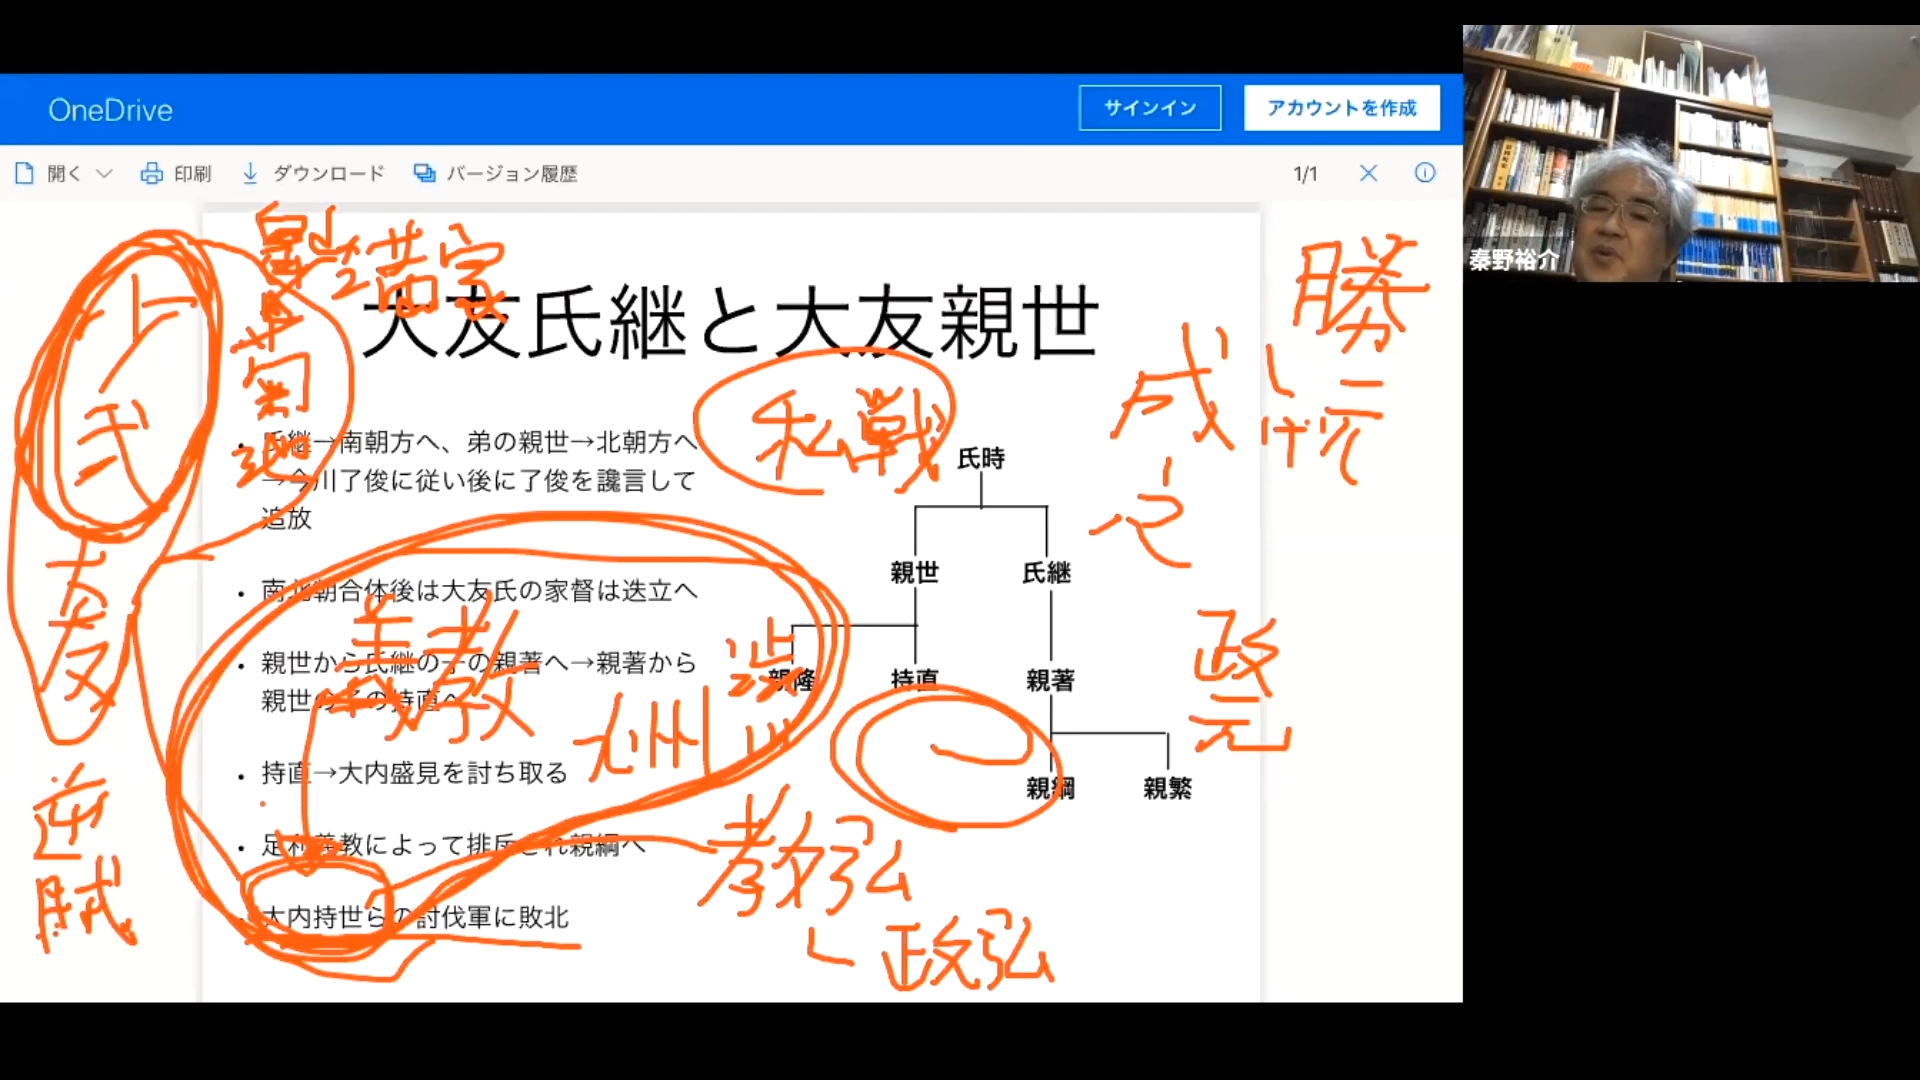 OneDrive
サインイン
アカウントを作成
開く
印刷
ダウンロード
バージョン履歴
1/1
秦野裕介
大友氏継と大友親世
氏継→南朝方へ、弟の親世→北朝方へ
→今川了俊に従い後に了俊を讒言して
追放
南北朝合体後は大友氏の家督は迭立へ
親世から氏継の子の親著へ→親著から
親世の子の持直へ
持直→大内盛見を討ち取る
足利義教によって排斥され親綱へ
大内持世らの討伐軍に敗北
氏時
親世
氏継
親隆
持直
親著
親綱
親繁
菊
池
大
友
逆
賊
私戦
義教
九州
渋
川
教弘
政弘
勝
元
成
之
政
元